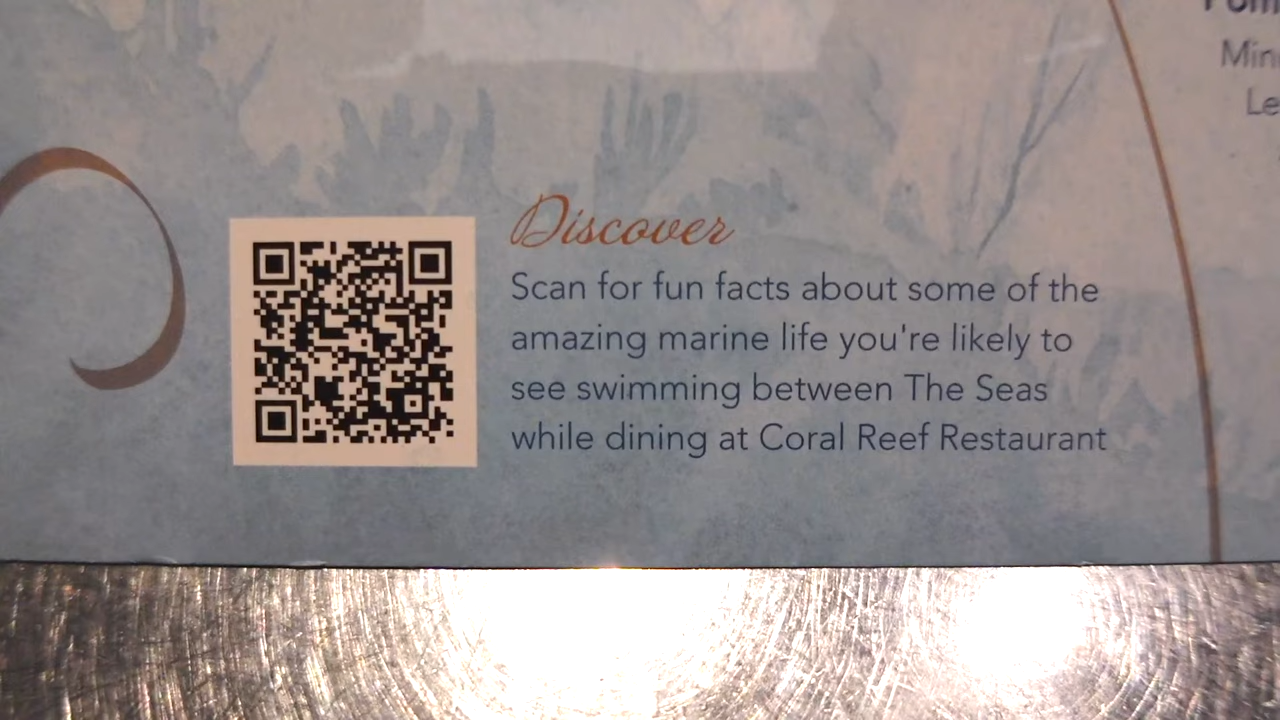 Discover
Scan for fun facts about some of the
amazing marine life you're likely to
see swimming between The Seas
while dining at Coral Reef Restaurant